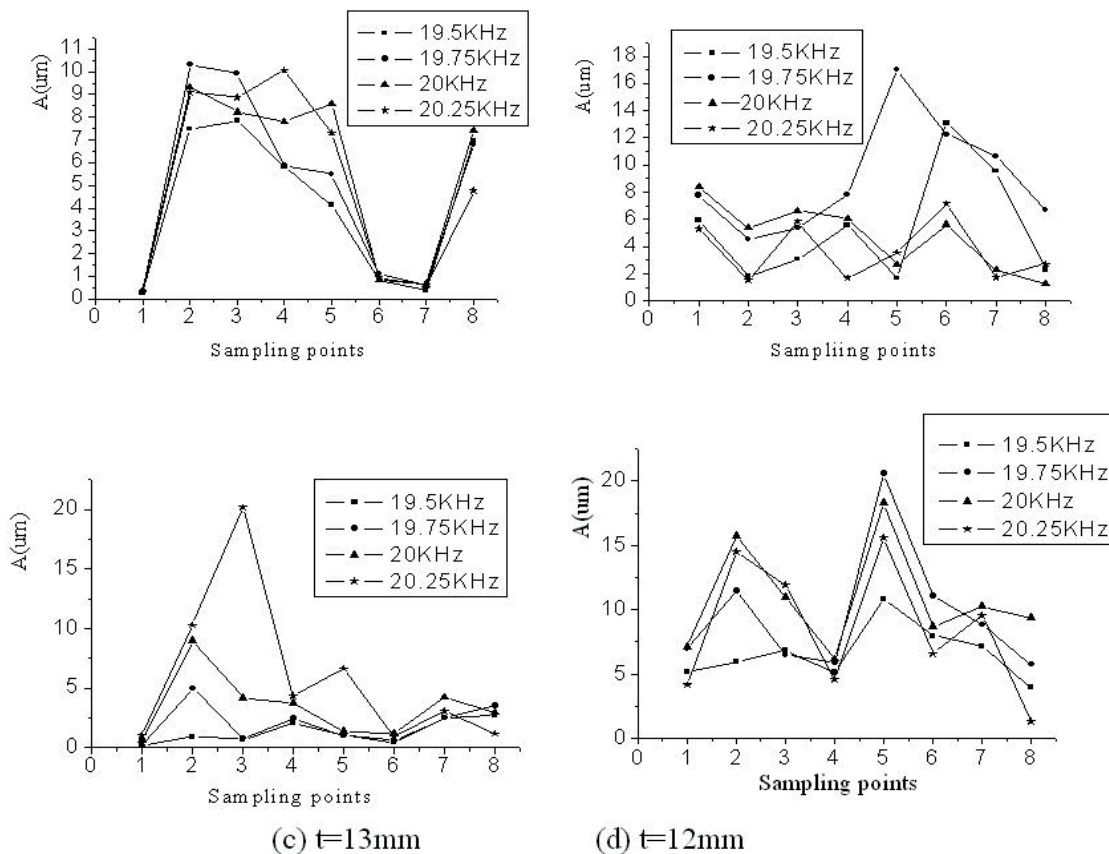 19.5KHz
19.75KHz
20KHz
20.25KHz
A(um)
11
10
9
8
7
6
5
4
3
2
1
0
0 1 2 3 4 5 6 7 8
Sampling points
19.5KHz
19.75KHz
20KHz
20.25KHz
A(um)
18
16
14
12
10
8
6
4
2
0
0 1 2 3 4 5 6 7 8
Sampliing points
19.5KHz
19.75KHz
20KHz
20.25KHz
A(um)
20
15
10
5
0
0 1 2 3 4 5 6 7 8
Sampling points
19.5KHz
19.75KHz
20KHz
20.25KHz
A(um)
20
15
10
5
0
0 1 2 3 4 5 6 7 8
Sampling points
(c) t=13mm (d) t=12mm